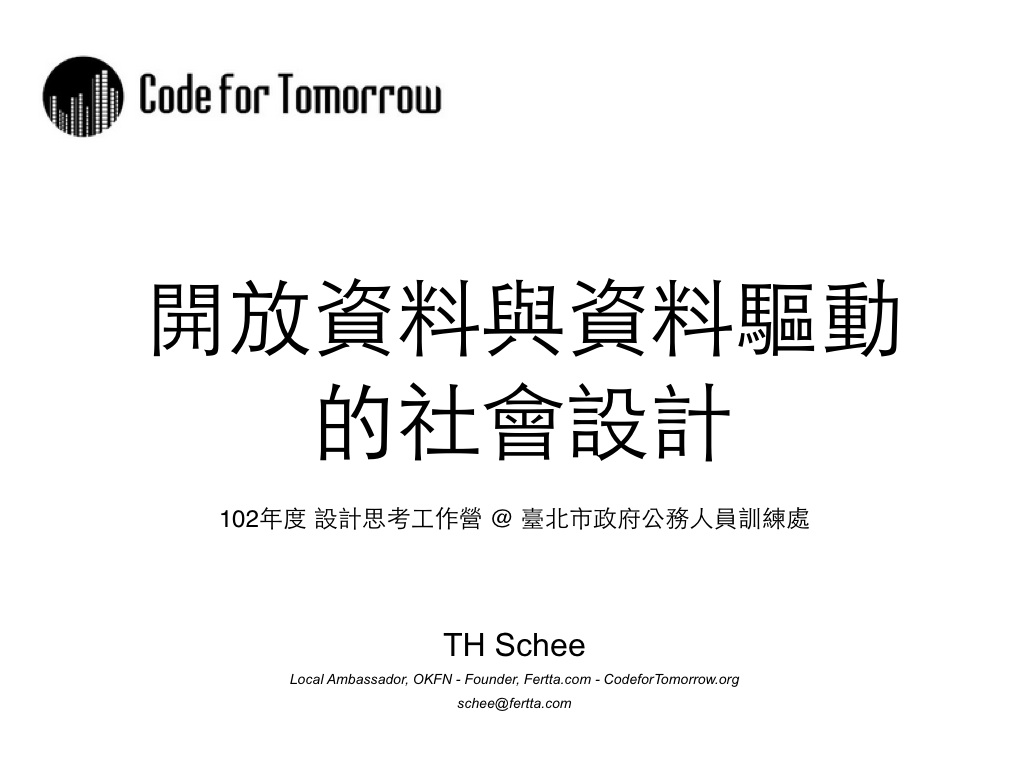 Code for Tomorrow
開放資料與資料驅動
的社會設計
102年度 設計思考工作營 @ 臺北市政府公務人員訓練處
TH Schee
Local Ambassador, OKFN - Founder, Fertta.com - CodeforTomorrow.org
schee@fertta.com